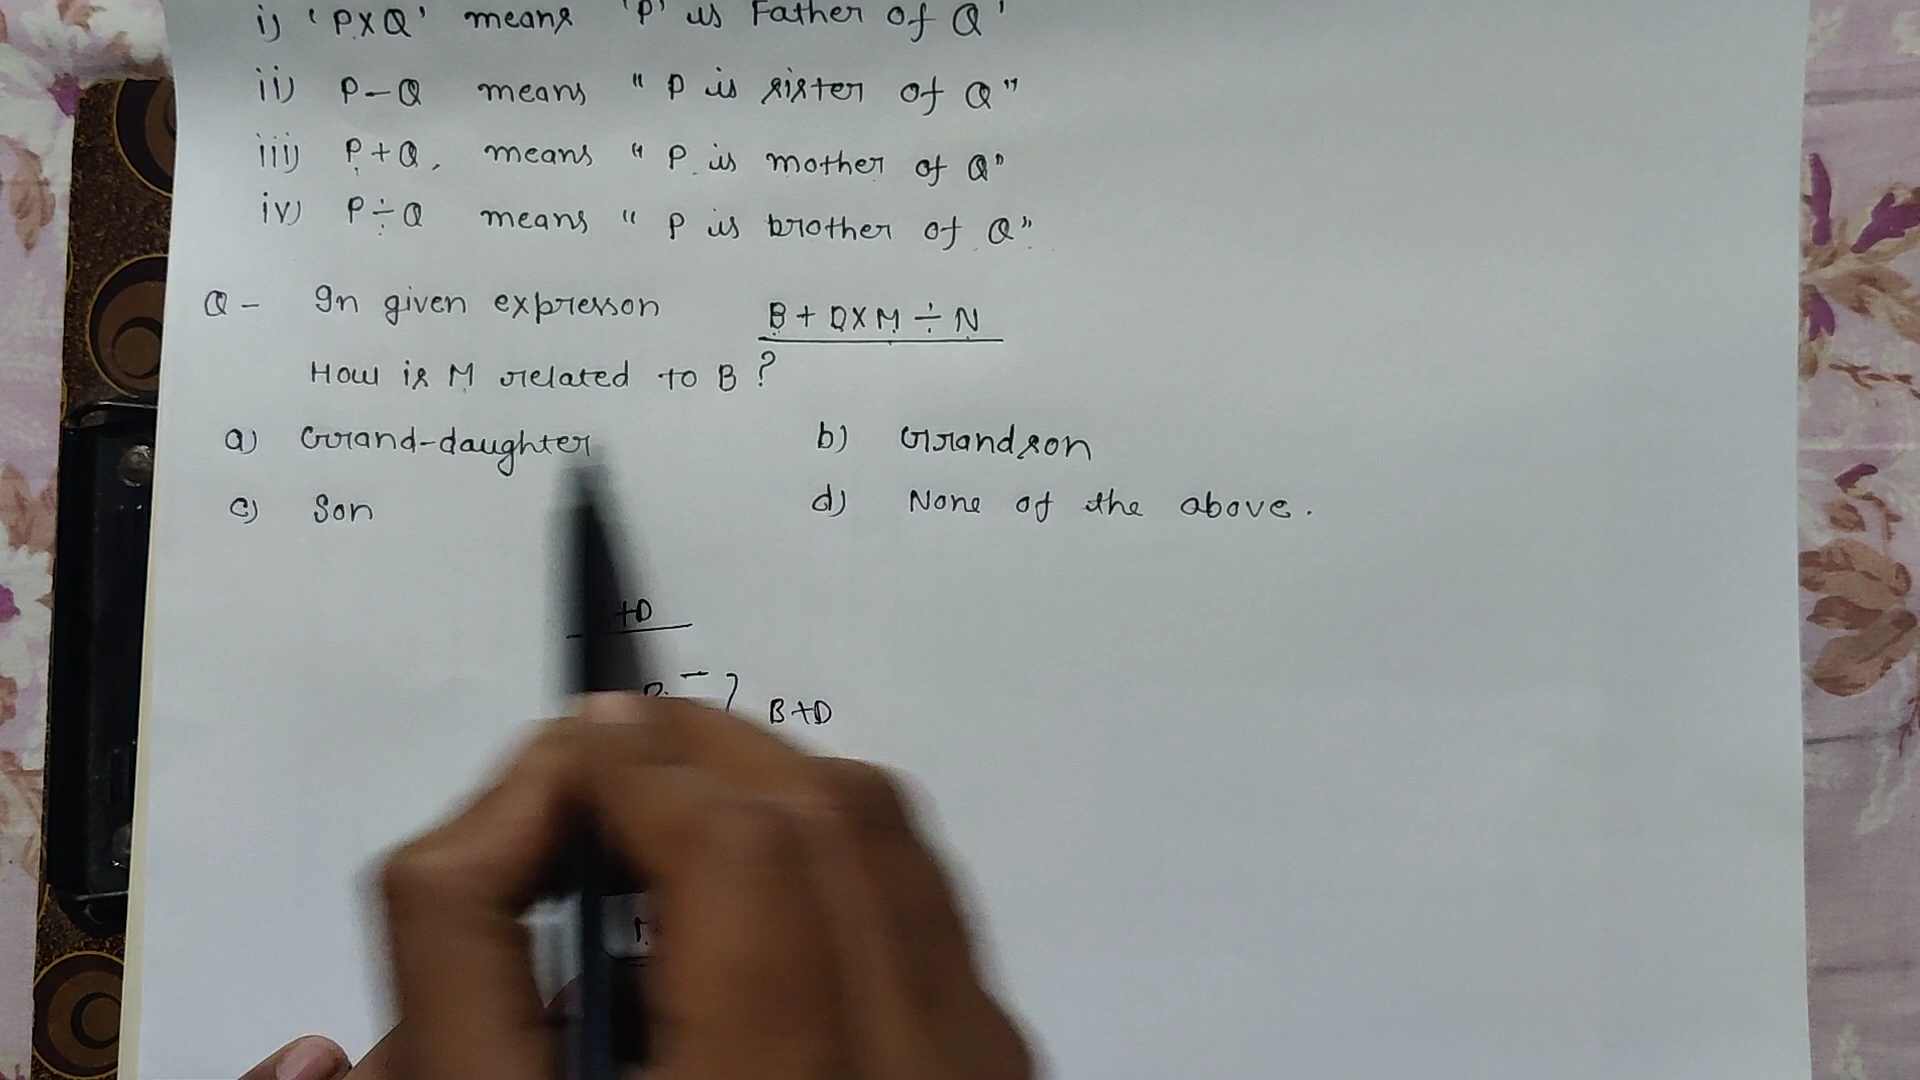 i) 'P×Q' means 'P' is Father of Q'
ii) P-Q means "P is sister of Q"
iii) P+Q, means "P is mother of Q"
iv) P÷Q means "P is brother of Q"
Q- In given expresson B+D×M÷N
How is M related to B?
a) Grand-daughter b) Grandson
c) Son d) None of the above.
+D
B+D